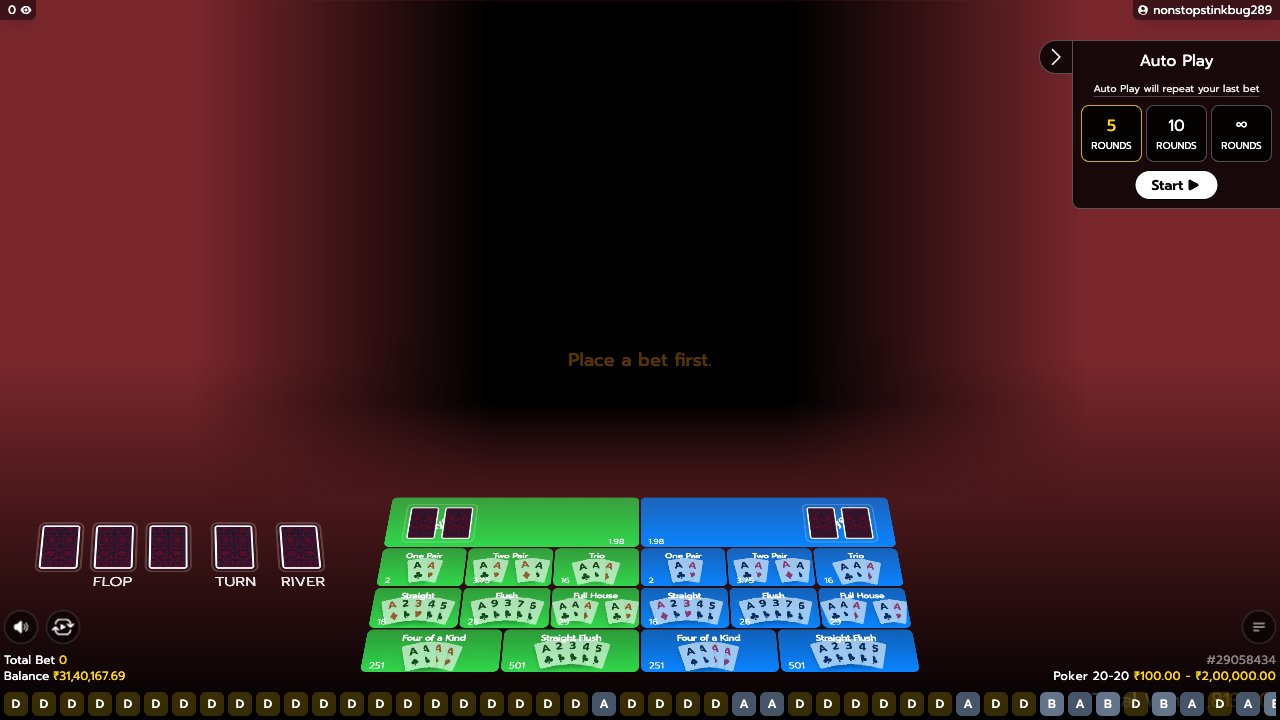 0
nonstopstinkbug289
Auto Play
Auto Play will repeat your last bet
5 10 ∞
ROUNDS ROUNDS ROUNDS
Start
Place a bet first.
1.98 1.98
One Pair Two Pair Trio One Pair Two Pair Trio
2 3.75 16 2 3.75 16
Straight Flush Full House Straight Flush Full House
Four of a Kind Straight Flush Four of a Kind Straight Flush
251 501 251 501
FLOP TURN RIVER
Total Bet 0
Balance ₹31,40,167.69
#29058434
Poker 20-20 ₹100.00 - ₹2,00,000.00
D D D D D D D D D D D D D D D D D D D D D A D D D D A A D D D D D D A D D B A B D B A D A